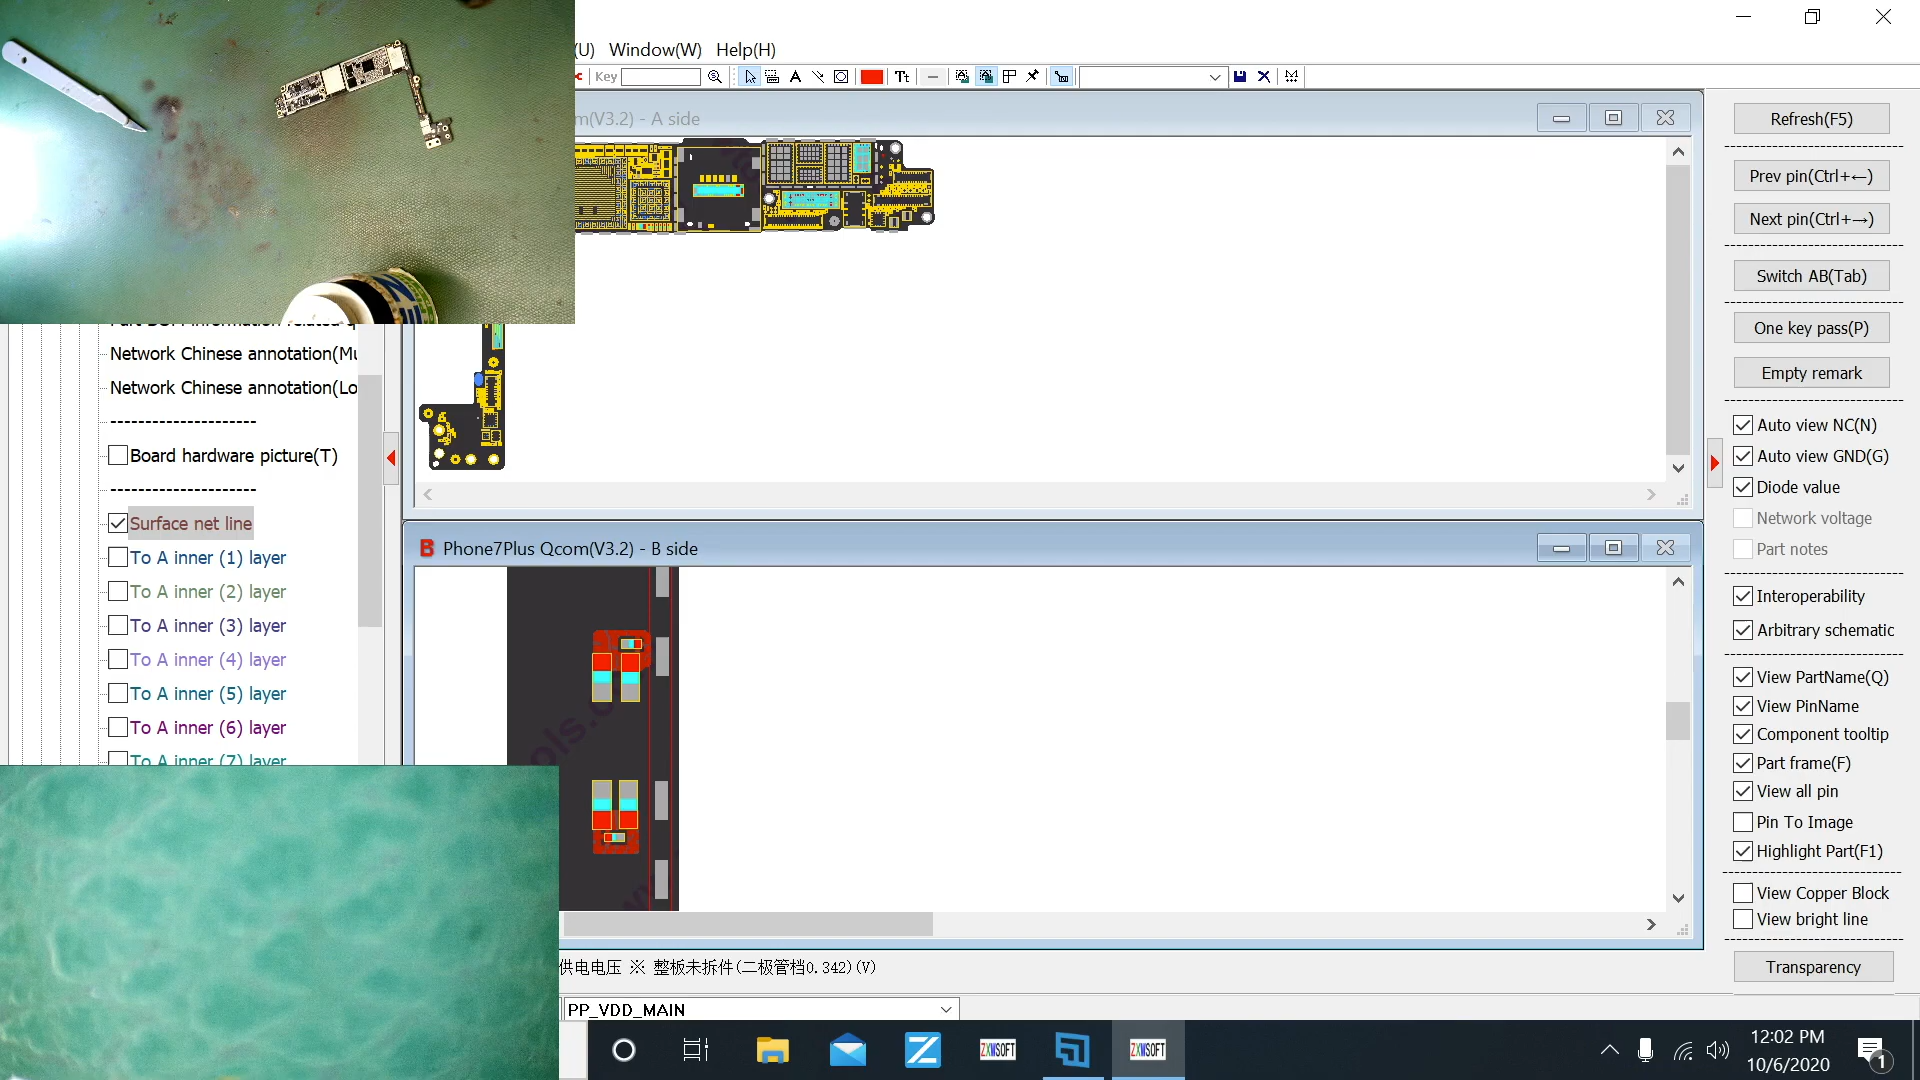 (U) Window(W) Help(H)
Key
m(V3.2) - A side
Network Chinese annotation(Mu
Network Chinese annotation(Lo
----------------------
Board hardware picture(T)
----------------------
Surface net line
To A inner (1) layer
To A inner (2) layer
To A inner (3) layer
To A inner (4) layer
To A inner (5) layer
To A inner (6) layer
To A inner (7) layer
B Phone7Plus Qcom(V3.2) - B side
供电电压 ※ 整板未拆件(二极管档0.342)(V)
PP_VDD_MAIN
Refresh(F5)
Prev pin(Ctrl+←)
Next pin(Ctrl+→)
Switch AB(Tab)
One key pass(P)
Empty remark
Auto view NC(N)
Auto view GND(G)
Diode value
Network voltage
Part notes
Interoperability
Arbitrary schematic
View PartName(Q)
View PinName
Component tooltip
Part frame(F)
View all pin
Pin To Image
Highlight Part(F1)
View Copper Block
View bright line
Transparency
ZXWSOFT
ZXWSOFT
12:02 PM
10/6/2020
1